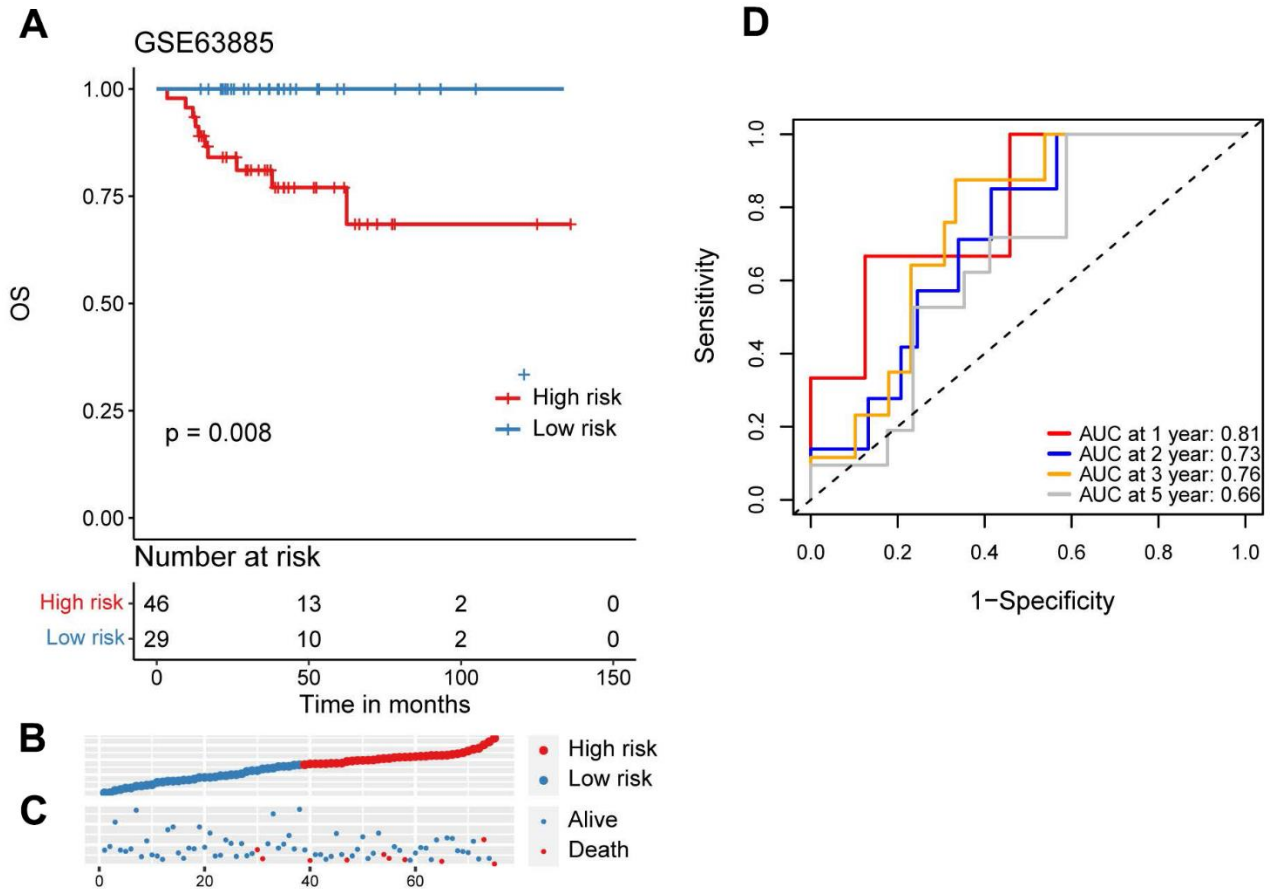 A
GSE63885
1.00
0.75
0.50
0.25
0.00
OS
High risk
Low risk
p = 0.008
Number at risk
High risk 46 13 2 0
Low risk 29 10 2 0
0 50 100 150
Time in months
B
High risk
Low risk
C
Alive
Death
0 20 40 60
D
1.0
0.8
0.6
0.4
0.2
0.0
Sensitivity
AUC at 1 year: 0.81
AUC at 2 year: 0.73
AUC at 3 year: 0.76
AUC at 5 year: 0.66
0.0 0.2 0.4 0.6 0.8 1.0
1−Specificity